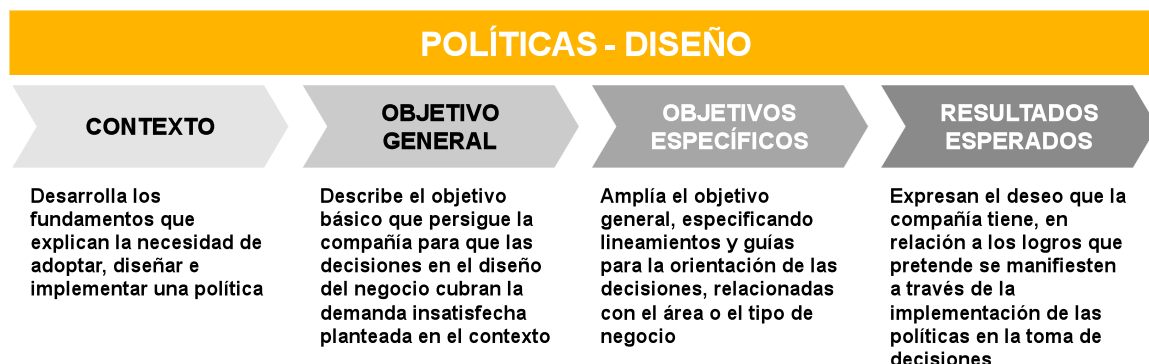 POLÍTICAS - DISEÑO
CONTEXTO
Desarrolla los
fundamentos que
explican la necesidad de
adoptar, diseñar e
implementar una política
OBJETIVO
GENERAL
Describe el objetivo
básico que persigue la
compañía para que las
decisiones en el diseño
del negocio cubran la
demanda insatisfecha
planteada en el contexto
OBJETIVOS
ESPECÍFICOS
Amplía el objetivo
general, especificando
lineamientos y guías
para la orientación de las
decisiones, relacionadas
con el área o el tipo de
negocio
RESULTADOS
ESPERADOS
Expresan el deseo que la
compañía tiene, en
relación a los logros que
pretende se manifiesten
a través de la
implementación de las
políticas en la toma de
decisiones